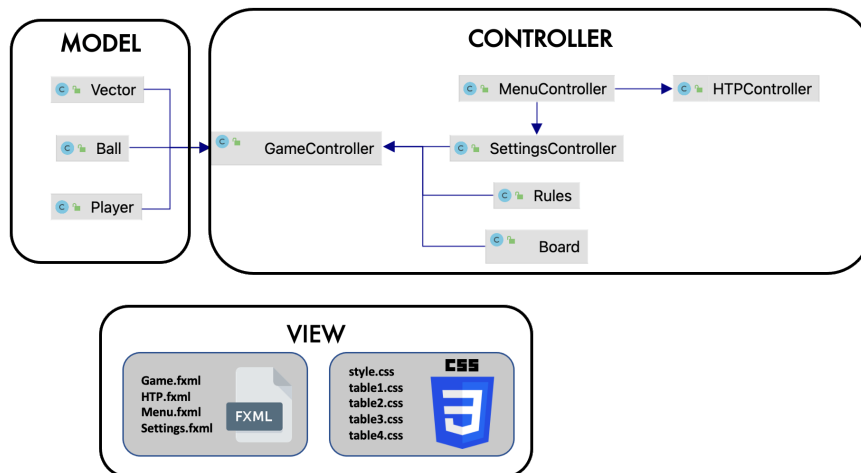 MODEL
Vector
Ball
Player
CONTROLLER
MenuController
HTPController
GameController
SettingsController
Rules
Board
VIEW
Game.fxml
HTP.fxml
Menu.fxml
Settings.fxml
FXML
style.css
table1.css
table2.css
table3.css
table4.css
CSS